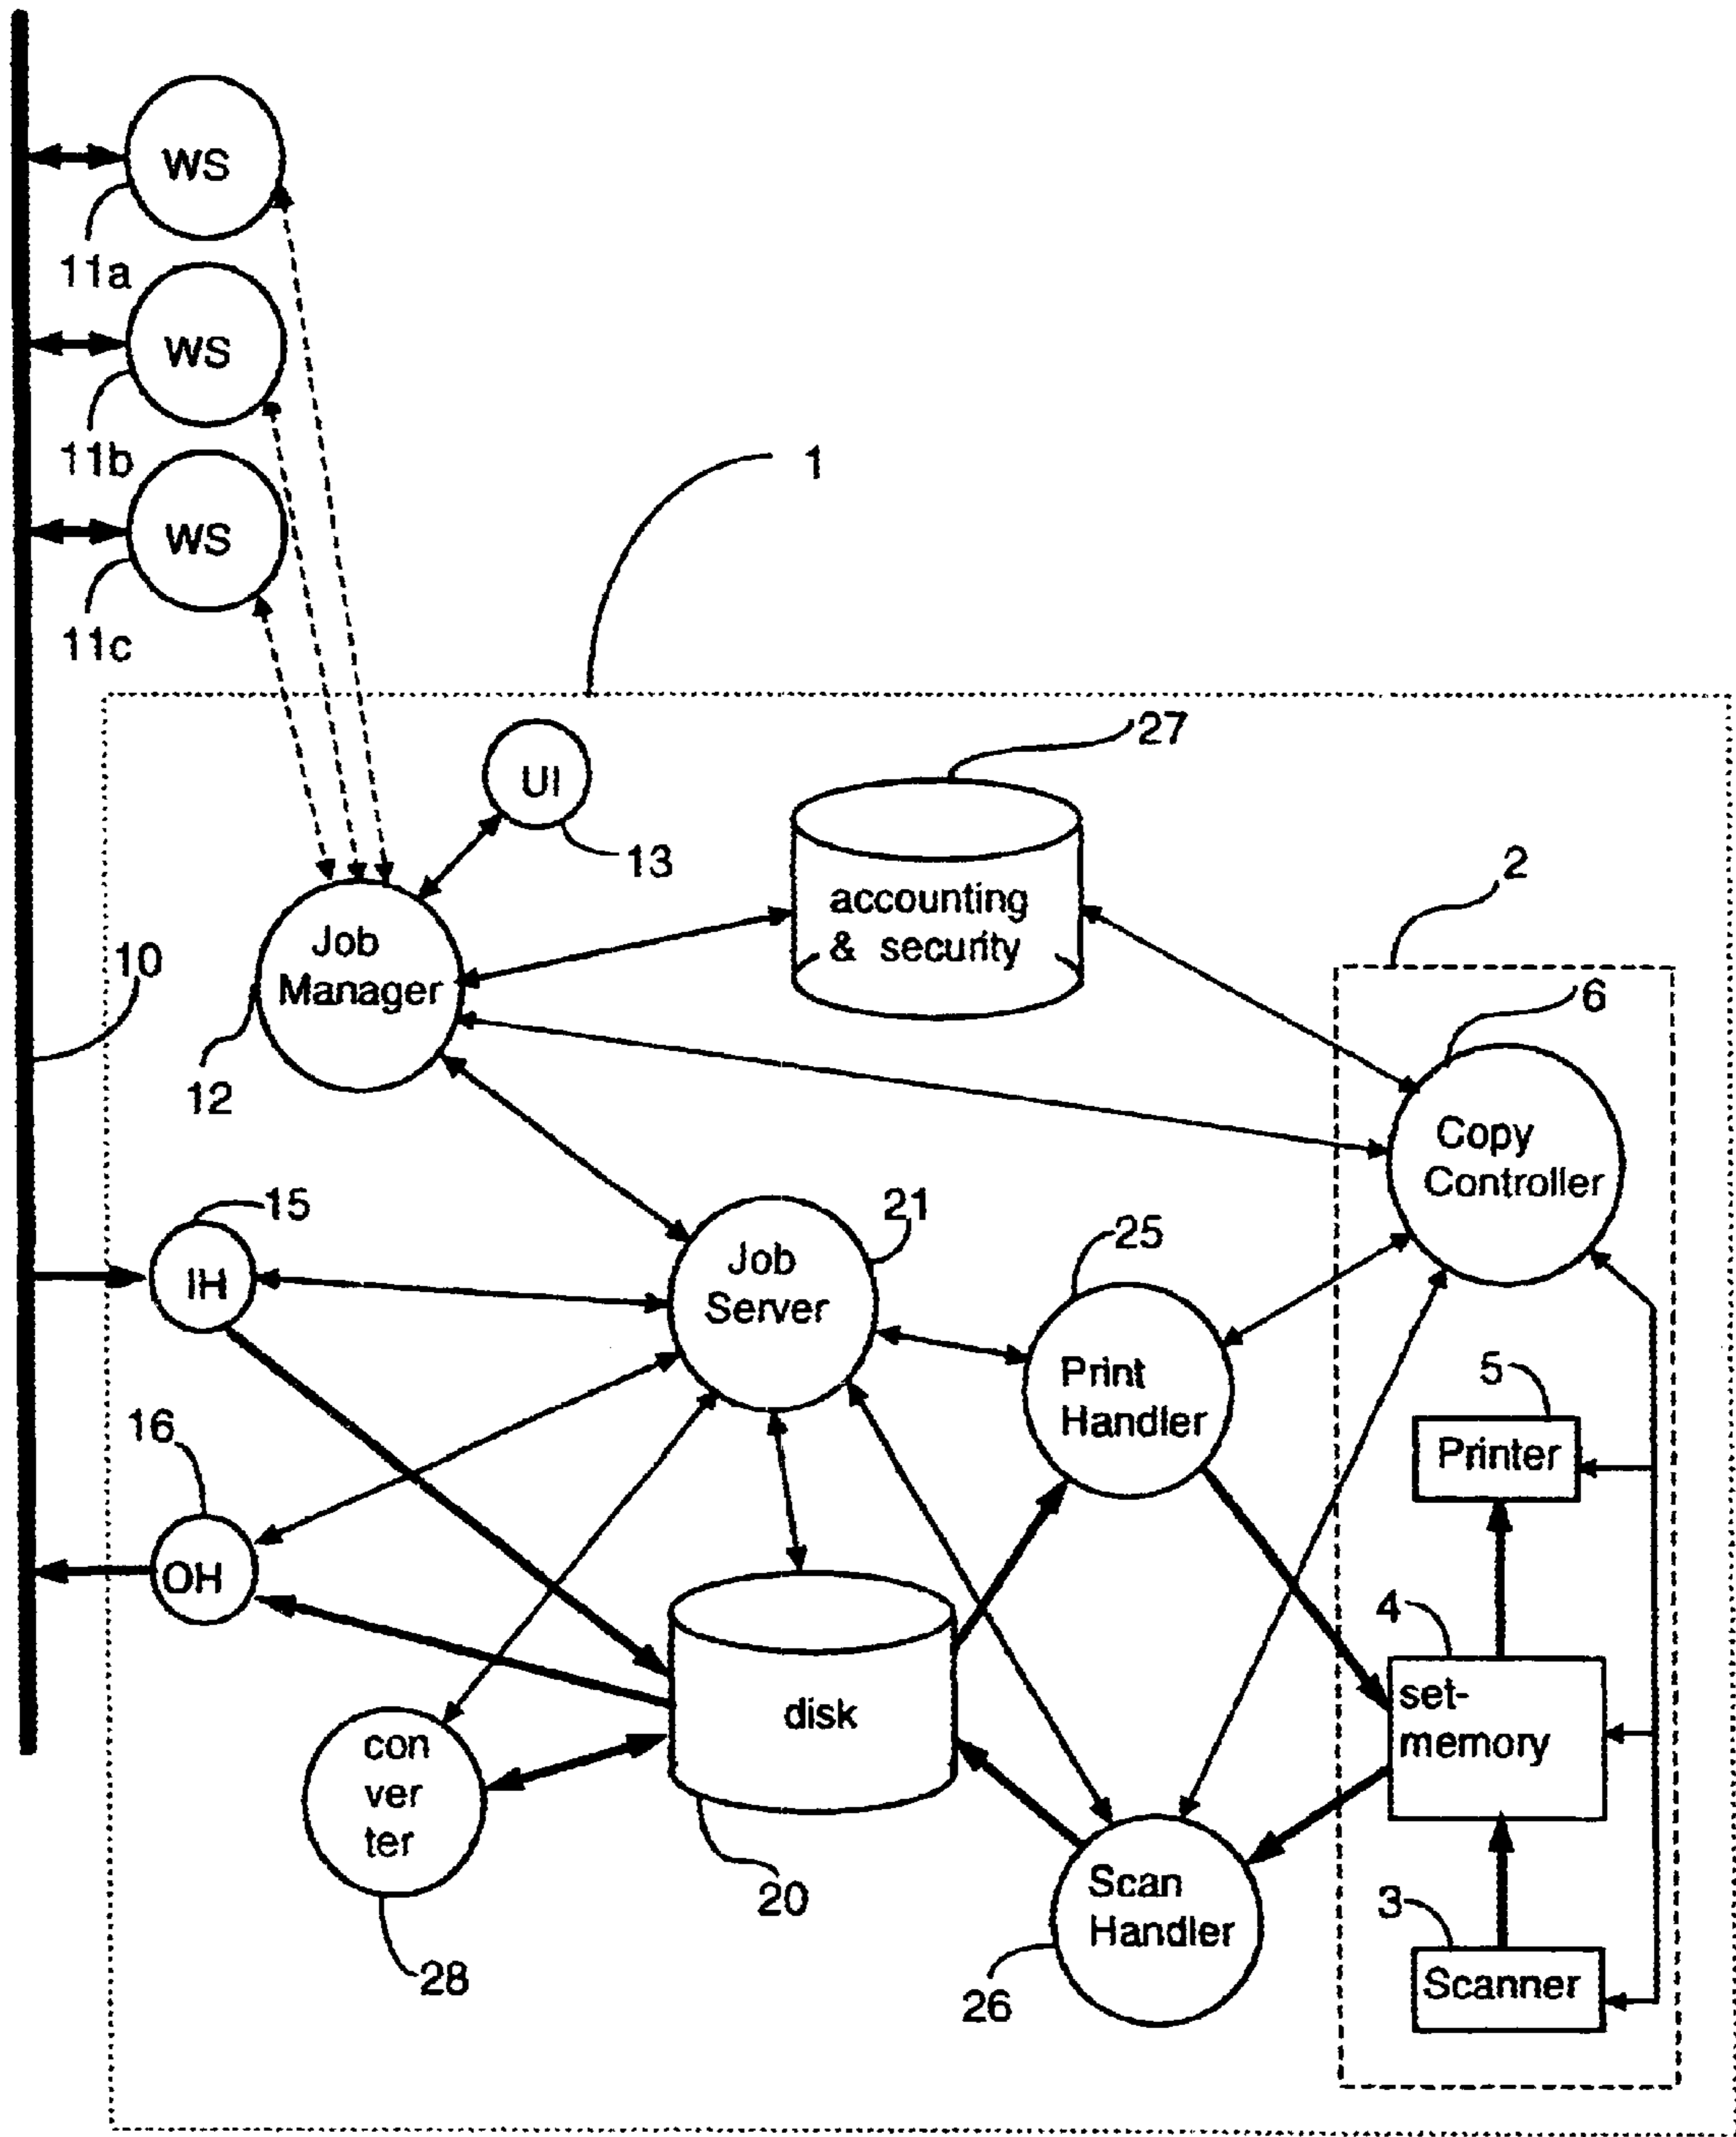 WS
11a
WS
11b
WS
11c
1
UI
13
27
accounting
& security
2
Job
Manager
12
10
6
Copy
Controller
15
IH
21
Job
Server
25
Print
Handler
5
Printer
16
OH
4
set-
memory
disk
con
ver
ter
20
28
Scan
Handler
26
3
Scanner